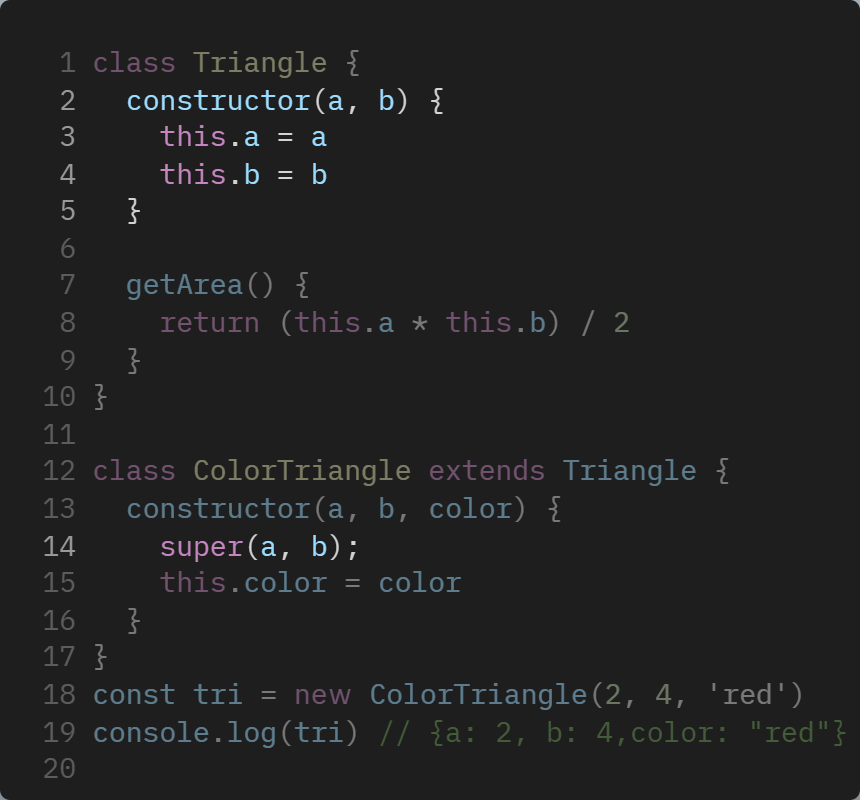 1 class Triangle {
2   constructor(a, b) {
3     this.a = a
4     this.b = b
5   }
6
7   getArea() {
8     return (this.a * this.b) / 2
9   }
10 }
11
12 class ColorTriangle extends Triangle {
13   constructor(a, b, color) {
14     super(a, b);
15     this.color = color
16   }
17 }
18 const tri = new ColorTriangle(2, 4, 'red')
19 console.log(tri) // {a: 2, b: 4,color: "red"}
20